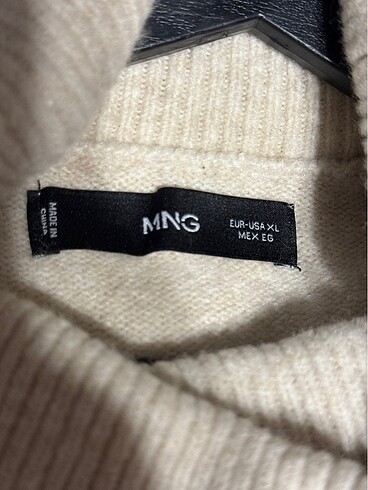 MADE IN
CHINA
MNG
EUR-USA XL
MEX EG